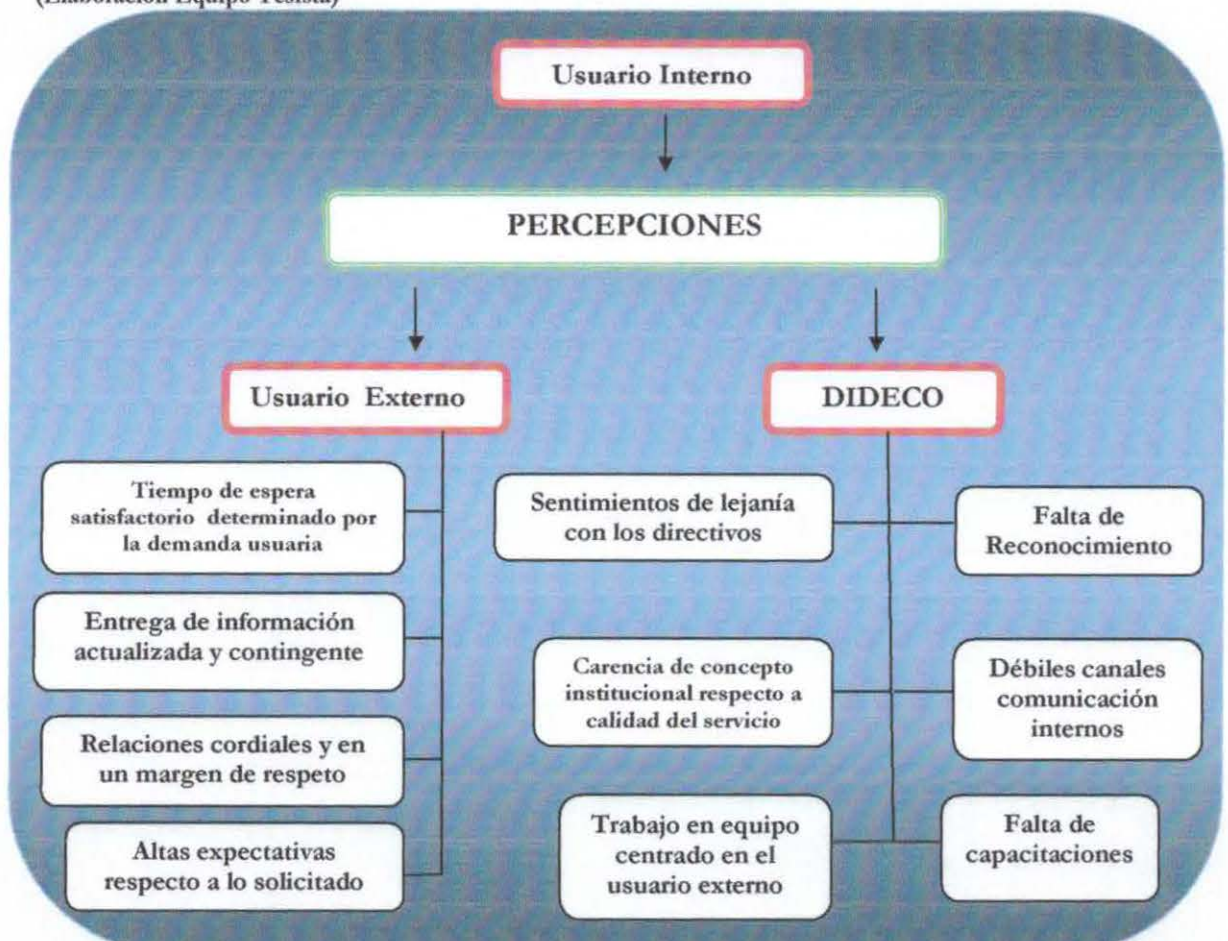 (Elaboración Equipo Tesista)
Usuario Interno
PERCEPCIONES
Usuario Externo
DIDECO
Tiempo de espera
satisfactorio determinado por
la demanda usuaria
Entrega de información
actualizada y contingente
Relaciones cordiales y en
un margen de respeto
Altas expectativas
respecto a lo solicitado
Sentimientos de lejanía
con los directivos
Falta de
Reconocimiento
Carencia de concepto
institucional respecto a
calidad del servicio
Débiles canales
comunicación
internos
Trabajo en equipo
centrado en el
usuario externo
Falta de
capacitaciones